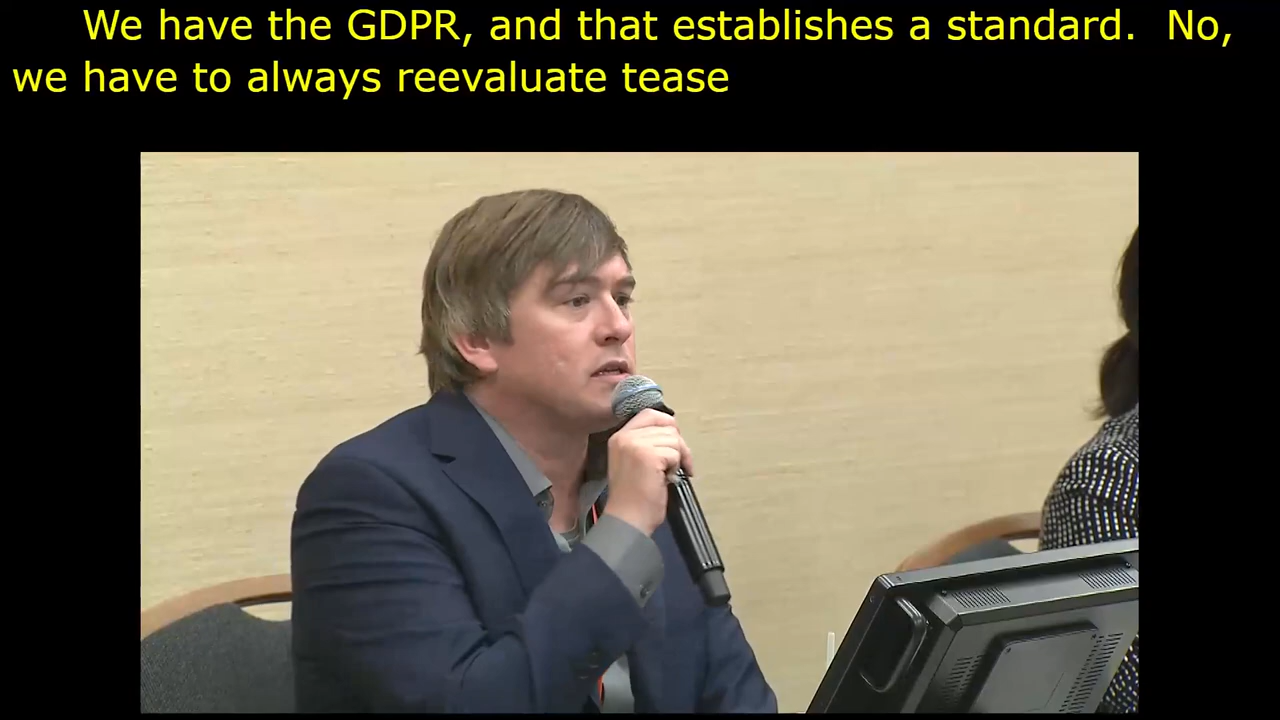 We have the GDPR, and that establishes a standard.  No,
we have to always reevaluate tease